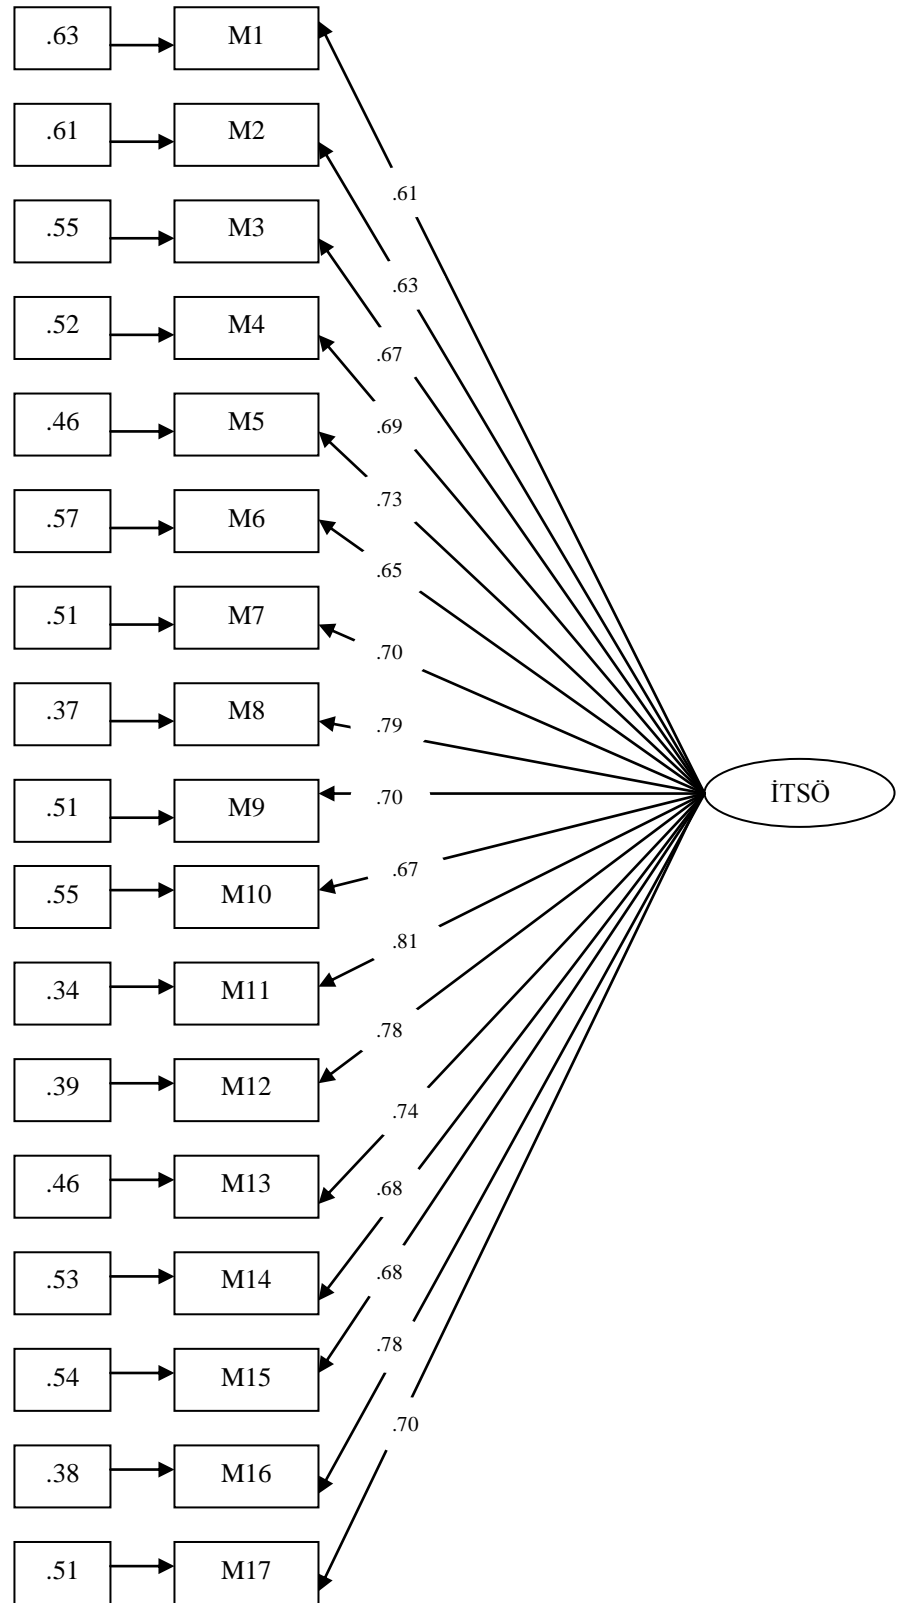 .63 M1
.61 M2
.61
.55 M3
.63
.52 M4
.67
.46 M5
.69
.73
.57 M6
.65
.51 M7
.70
.37 M8
.79
.51 M9
.70
İTSÖ
.55 M10
.67
.81
.34 M11
.78
.39 M12
.74
.46 M13
.68
.53 M14
.68
.54 M15
.78
.70
.38 M16
.51 M17